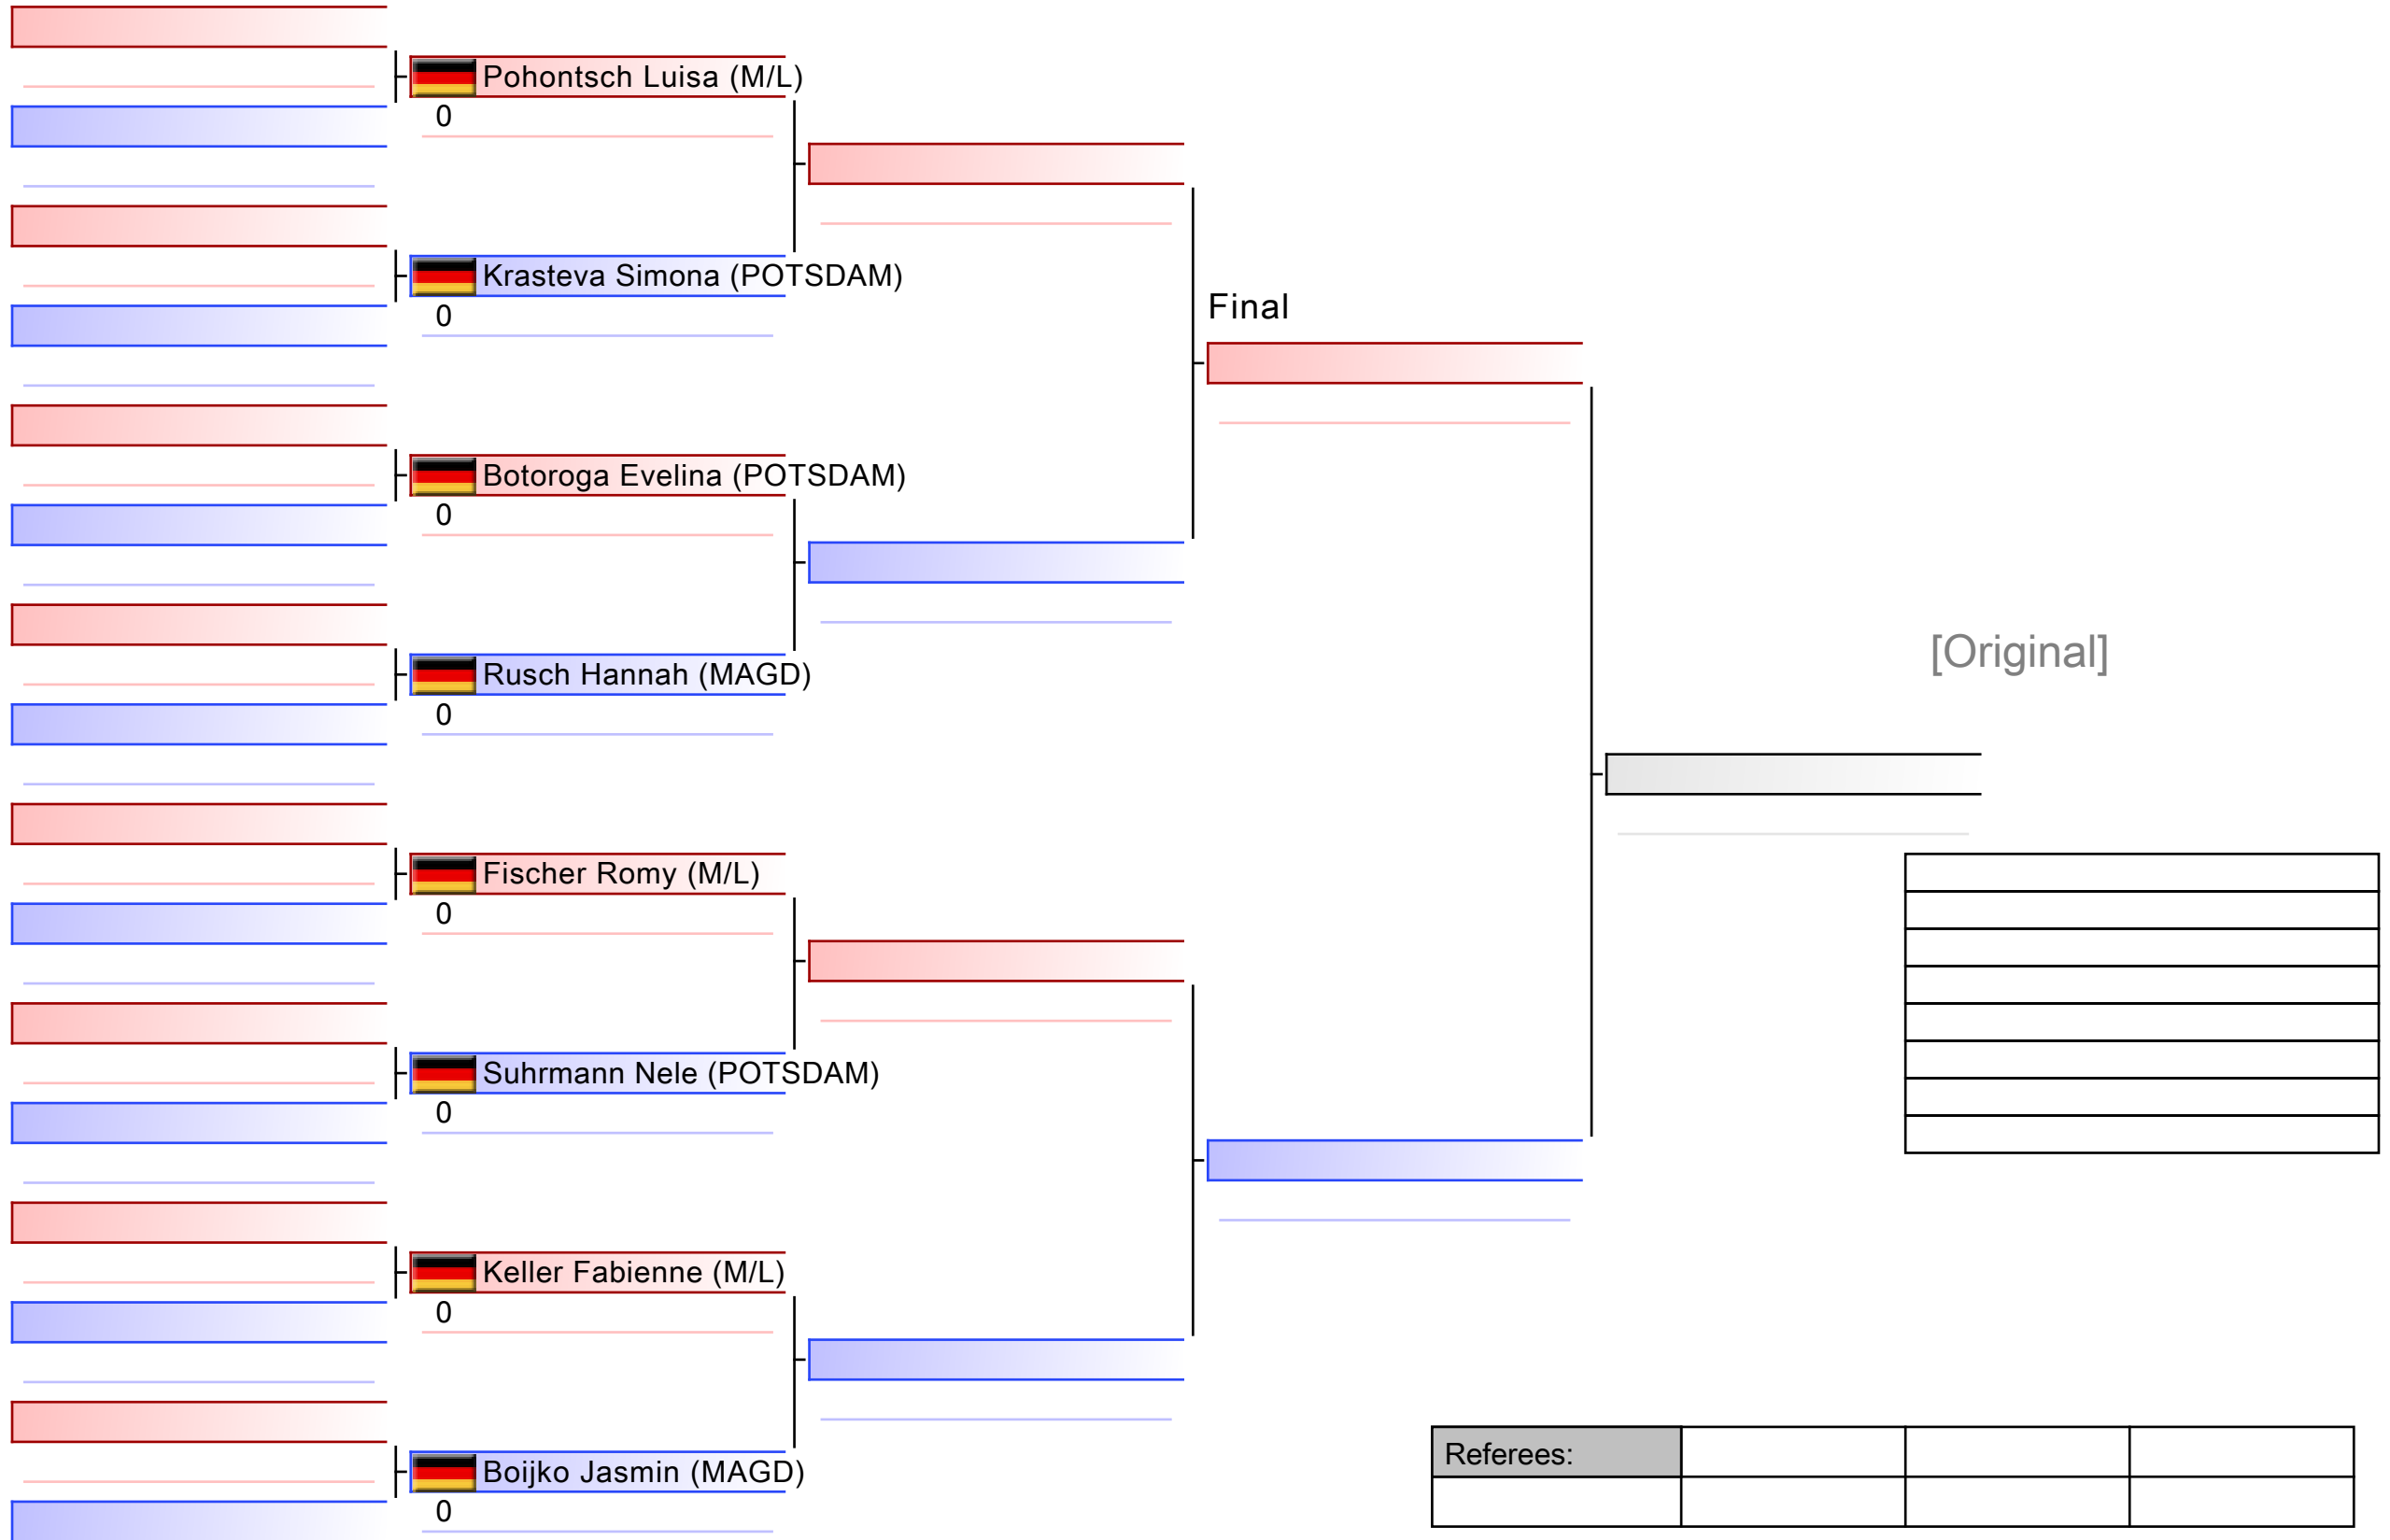 Pohontsch Luisa (M/L)
0
Krasteva Simona (POTSDAM)
0
Final
Botoroga Evelina (POTSDAM)
0
Rusch Hannah (MAGD)
0
[Original]
Fischer Romy (M/L)
0
Suhrmann Nele (POTSDAM)
0
Keller Fabienne (M/L)
0
Boijko Jasmin (MAGD)
0
Referees: